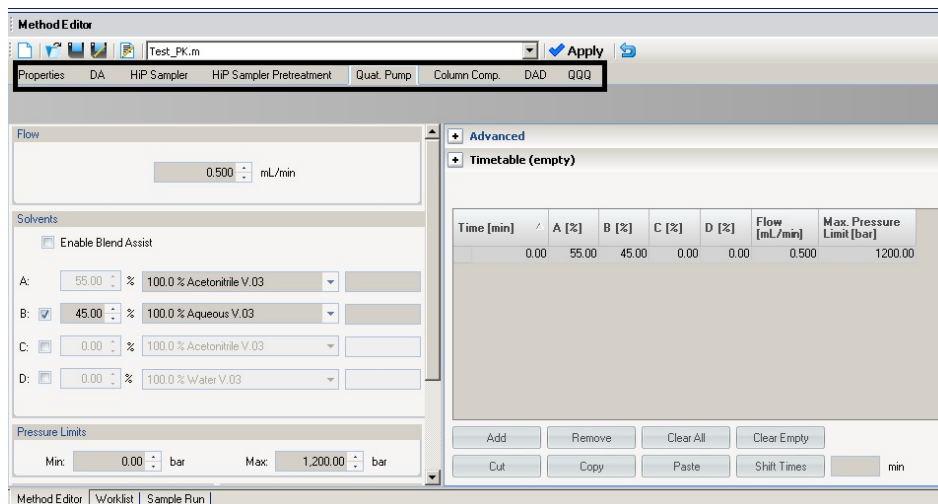 Method Editor
Test_PK.m Apply
Properties DA HiP Sampler HiP Sampler Pretreatment Quat. Pump Column Comp. DAD QQQ
Flow
0.500 mL/min
Solvents
Enable Blend Assist
A: 55.00 % 100.0 % Acetonitrile V.03
B: 45.00 % 100.0 % Aqueous V.03
C: 0.00 % 100.0 % Acetonitrile V.03
D: 0.00 % 100.0 % Water V.03
Pressure Limits
Min: 0.00 bar Max: 1,200.00 bar
Advanced
Timetable (empty)
Time [min] A [%] B [%] C [%] D [%] Flow [mL/min] Max. Pressure Limit [bar]
0.00 55.00 45.00 0.00 0.00 0.500 1200.00
Add Remove Clear All Clear Empty
Cut Copy Paste Shift Times min
Method Editor Worklist Sample Run